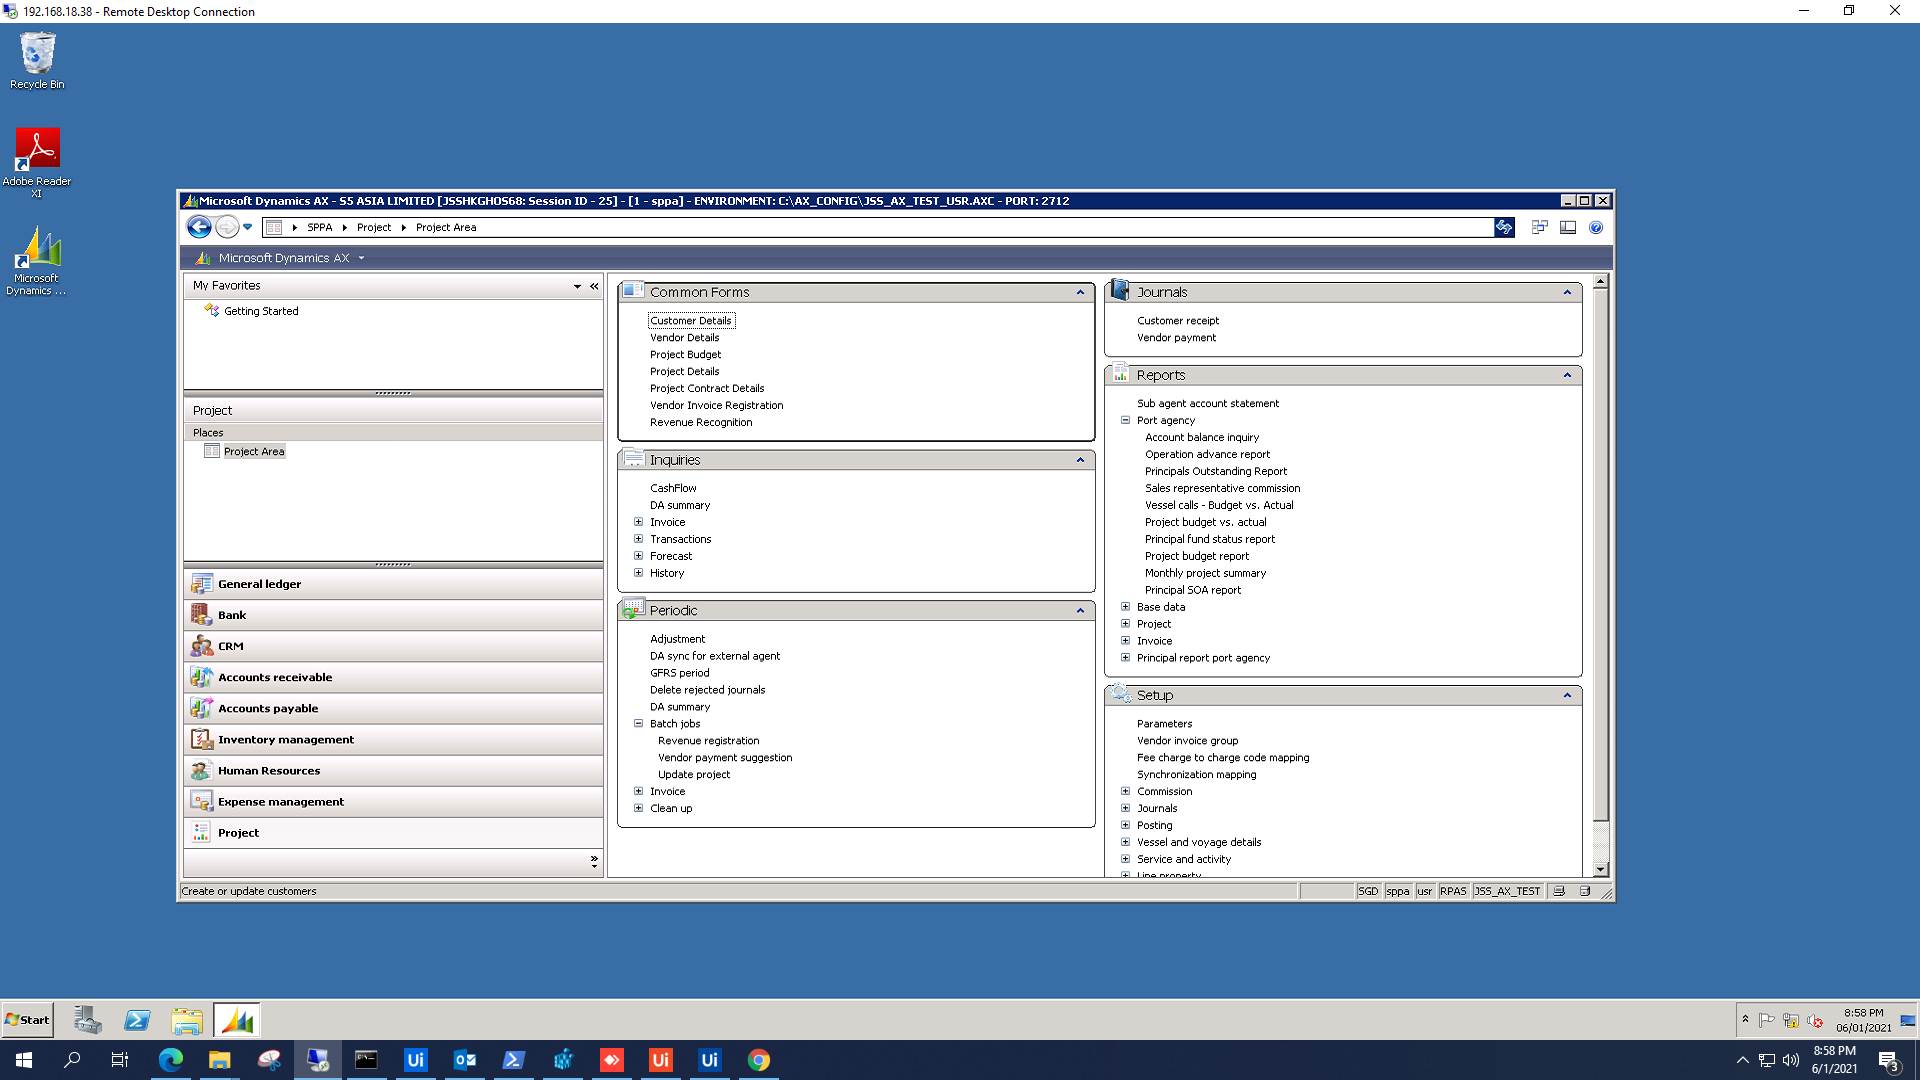 192.168.18.38 - Remote Desktop Connection
Recycle Bin
Adobe Reader
XI
Microsoft
Dynamics ...
Microsoft Dynamics AX - S5 ASIA LIMITED [JSSHKGHOS68: Session ID - 25] - [1 - sppa] - ENVIRONMENT: C:\AX_CONFIG\JSS_AX_TEST_USR.AXC - PORT: 2712
SPPA
Project
Project Area
Microsoft Dynamics AX
My Favorites
Getting Started
Project
Places
Project Area
General ledger
Bank
CRM
Accounts receivable
Accounts payable
Inventory management
Human Resources
Expense management
Project
Common Forms
Customer Details
Vendor Details
Project Budget
Project Details
Project Contract Details
Vendor Invoice Registration
Revenue Recognition
Inquiries
CashFlow
DA summary
Invoice
Transactions
Forecast
History
Periodic
Adjustment
DA sync for external agent
GFRS period
Delete rejected journals
DA summary
Batch jobs
Revenue registration
Vendor payment suggestion
Update project
Invoice
Clean up
Journals
Customer receipt
Vendor payment
Reports
Sub agent account statement
Port agency
Account balance inquiry
Operation advance report
Principals Outstanding Report
Sales representative commission
Vessel calls - Budget vs. Actual
Project budget vs. actual
Principal fund status report
Project budget report
Monthly project summary
Principal SOA report
Base data
Project
Invoice
Principal report port agency
Setup
Parameters
Vendor invoice group
Fee charge to charge code mapping
Synchronization mapping
Commission
Journals
Posting
Vessel and voyage details
Service and activity
Line property
Create or update customers
SGD
sppa
usr
RPAS
JSS_AX_TEST
Start
8:58 PM
06/01/2021
Ui
Ui
Ui
8:58 PM
6/1/2021
3